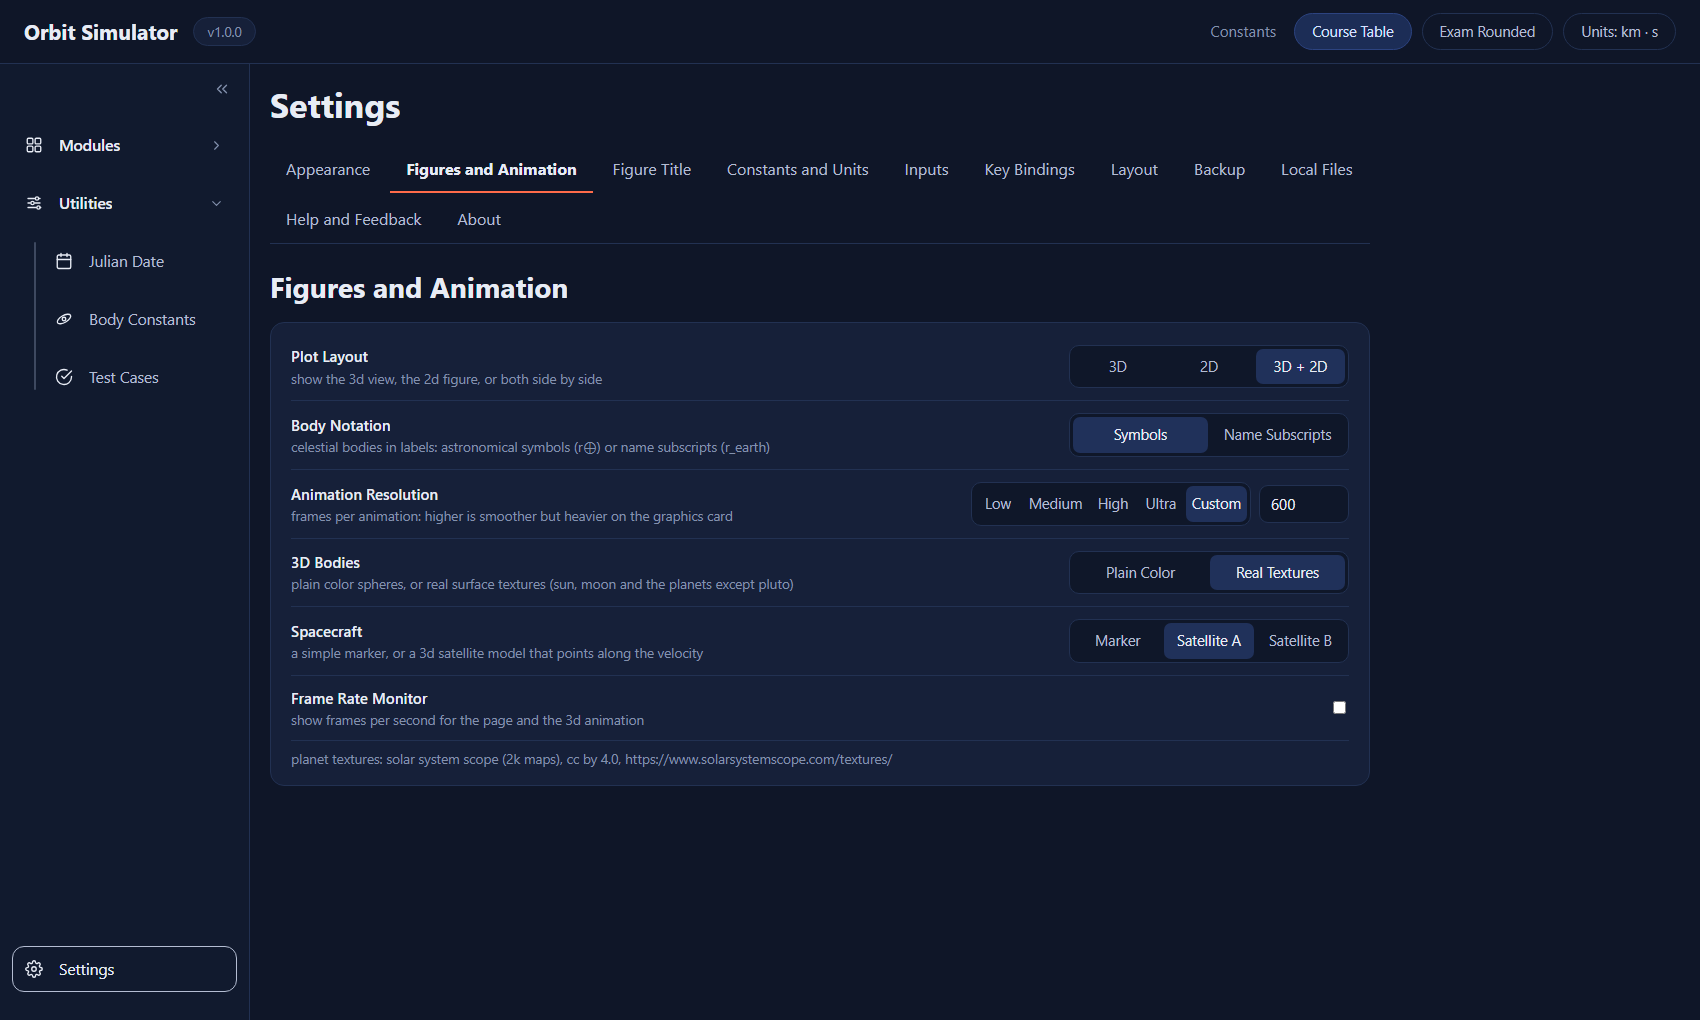 Orbit Simulator v1.0.0 Constants Course Table Exam Rounded Units: km · s
Modules
Utilities
Julian Date
Body Constants
Test Cases
Settings
Settings
Appearance Figures and Animation Figure Title Constants and Units Inputs Key Bindings Layout Backup Local Files
Help and Feedback About
Figures and Animation
Plot Layout
show the 3d view, the 2d figure, or both side by side
3D 2D 3D + 2D
Body Notation
celestial bodies in labels: astronomical symbols (r⊕) or name subscripts (r_earth)
Symbols Name Subscripts
Animation Resolution
frames per animation: higher is smoother but heavier on the graphics card
Low Medium High Ultra Custom 600
3D Bodies
plain color spheres, or real surface textures (sun, moon and the planets except pluto)
Plain Color Real Textures
Spacecraft
a simple marker, or a 3d satellite model that points along the velocity
Marker Satellite A Satellite B
Frame Rate Monitor
show frames per second for the page and the 3d animation
planet textures: solar system scope (2k maps), cc by 4.0, https://www.solarsystemscope.com/textures/